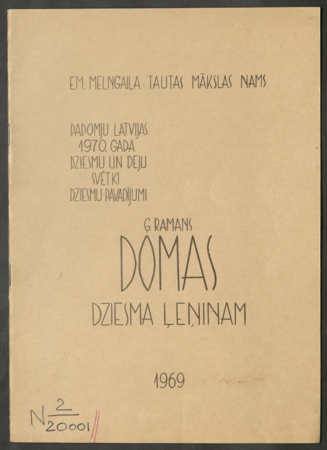 EM. MELNGAIĻA TAUTAS MĀKSLAS NAMS
PADOMJU LATVIJAS
1970. GADA
DZIESMU UN DEJU
SVĒTKI
DZIESMU PAVADĪJUMI
Ģ. RAMANS
DOMAS
DZIESMA ĻEŅINAM
1969
N 2
20001